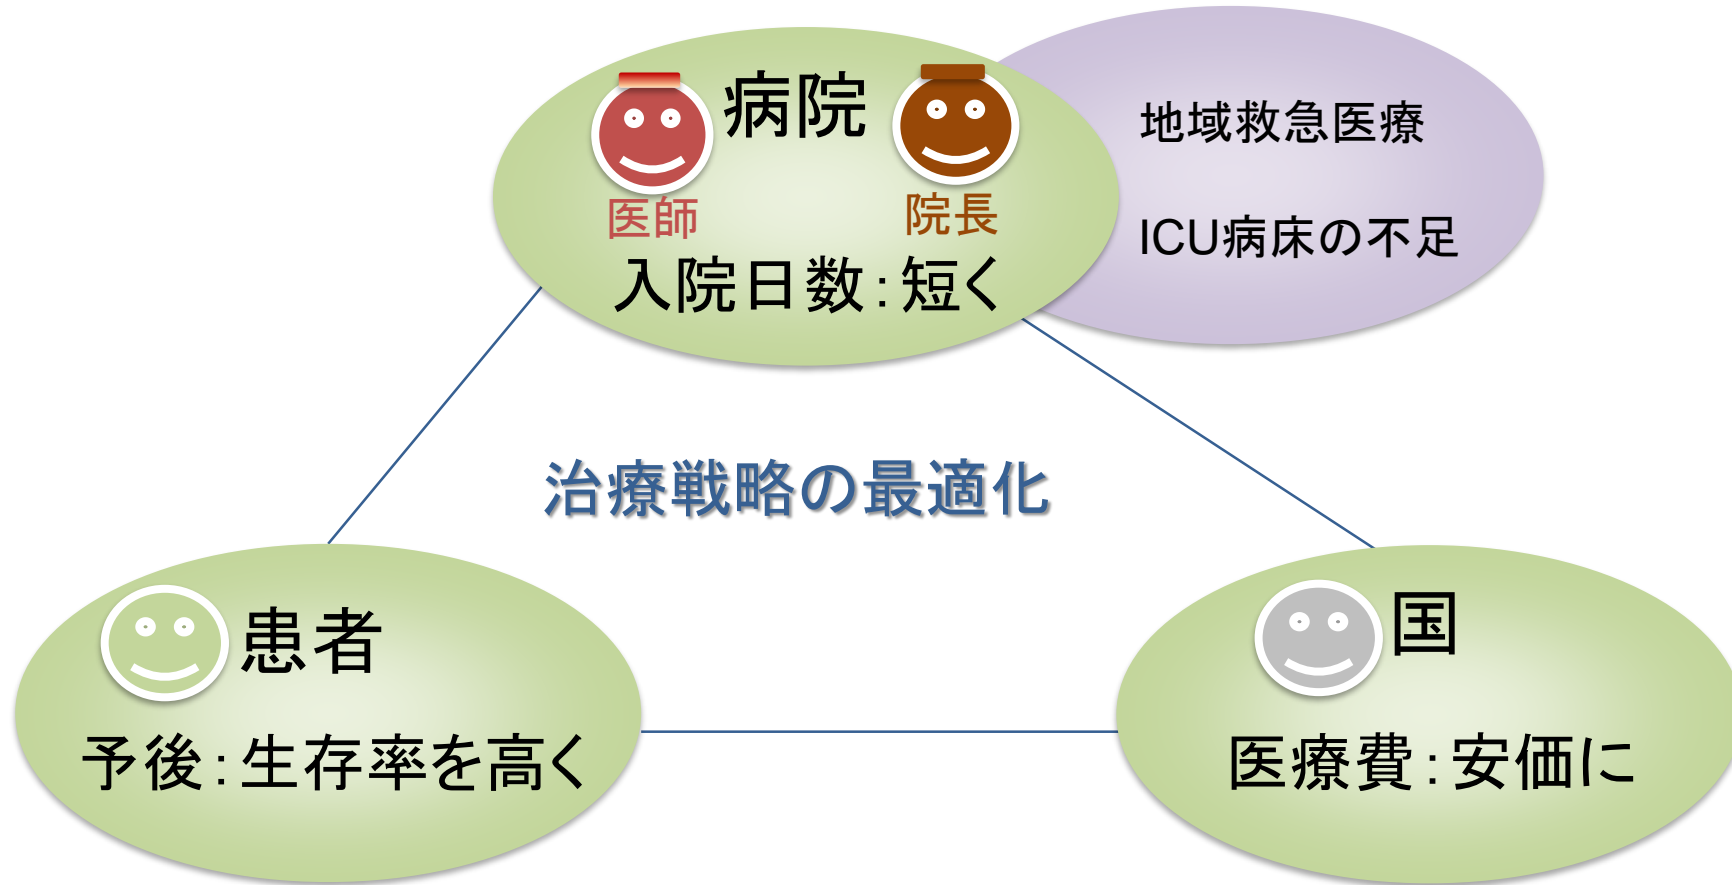 病院
医師
院長
入院日数：短く
地域救急医療
ICU病床の不足
治療戦略の最適化
患者
予後：生存率を高く
国
医療費：安価に